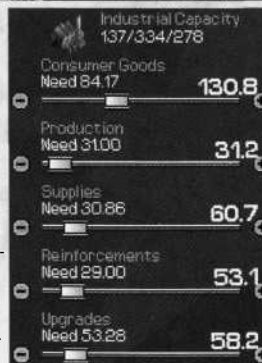 Industrial Capacity
137/334/278
Consumer Goods
Need 84.17
130.8
Production
Need 31.00
31.2
Supplies
Need 30.86
60.7
Reinforcements
Need 29.00
53.1
Upgrades
Need 53.28
58.2